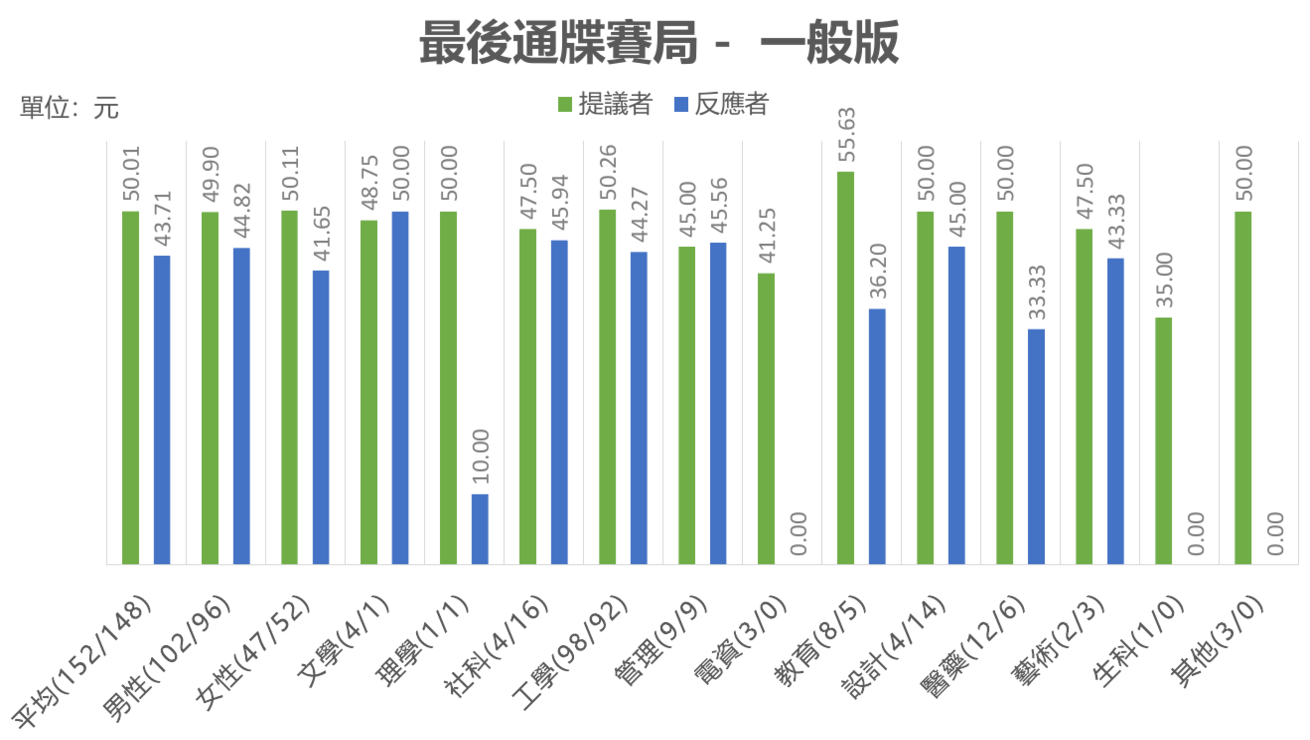 最後通牒賽局 - 一般版
單位：元
提議者 反應者
50.01 43.71 49.90 44.82 50.11 41.65 48.75 50.00 50.00 10.00 47.50 45.94 50.26 44.27 45.00 45.56 41.25 0.00 55.63 36.20 50.00 45.00 50.00 33.33 47.50 43.33 35.00 0.00 50.00 0.00
平均(152/148)
男性(102/96)
女性(47/52)
文學(4/1)
理學(1/1)
社科(4/16)
工學(98/92)
管理(9/9)
電資(3/0)
教育(8/5)
設計(4/14)
醫藥(12/6)
藝術(2/3)
生科(1/0)
其他(3/0)